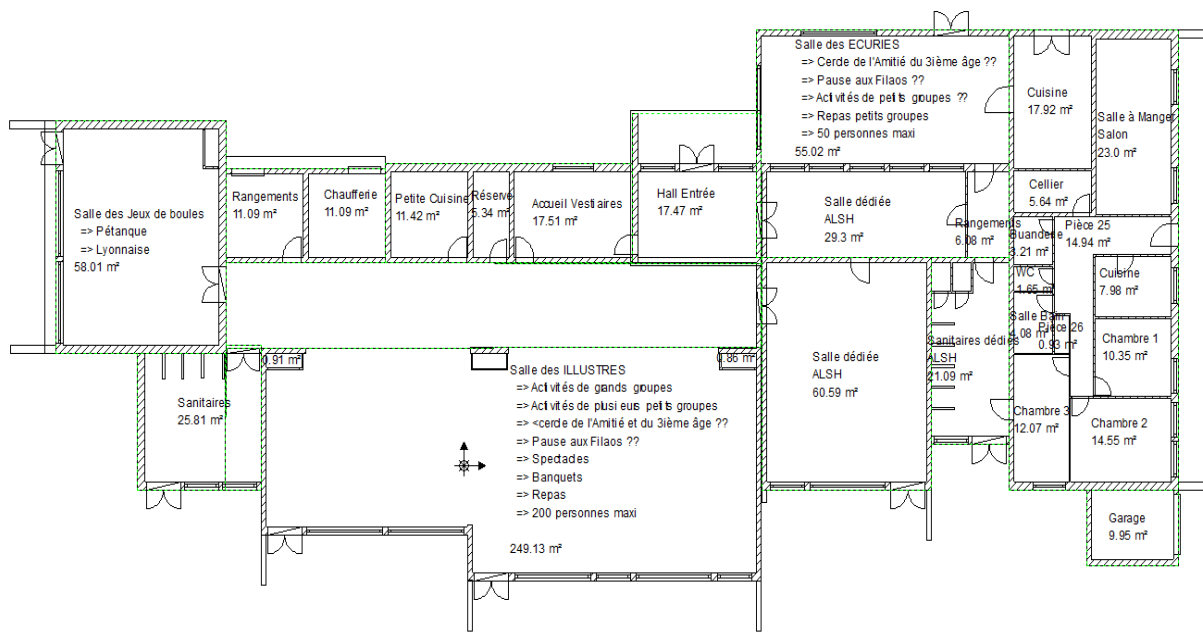 Salle des ECURIES
=> Cerde de l'Amitié du 3ième âge ??
=> Pause aux Filaos ??
=> Activités de petits groupes ??
=> Repas petits groupes
=> 50 personnes maxi
55.02 m²
Cuisine
17.92 m²
Salle à Manger
Salon
23.0 m²
Salle des Jeux de boules
=> Pétanque
=> Lyonnaise
58.01 m²
Rangements
11.09 m²
Chaufferie
11.09 m²
Petite Cuisine
11.42 m²
Réserve
5.34 m²
Accueil Vestiaires
17.51 m²
Hall Entrée
17.47 m²
Salle dédiée
ALSH
29.3 m²
Rangements
6.08 m²
Cellier
5.64 m²
Buanderie
3.21 m²
Pièce 25
14.94 m²
WC
1.65 m²
Cuisine
7.98 m²
Salle Bain
4.08 m²
Pièce 26
0.93 m²
Chambre 1
10.35 m²
0.91 m²
0.86 m²
Sanitaires
25.81 m²
Salle des ILLUSTRES
=> Activités de grands groupes
=> Activités de plusieurs petits groupes
=> <cerde de l'Amitié et du 3ième âge ??
=> Pause aux Filaos ??
=> Spectades
=> Banquets
=> Repas
=> 200 personnes maxi
249.13 m²
Salle dédiée
ALSH
60.59 m²
Sanitaires dédiés
ALSH
21.09 m²
Chambre 3
12.07 m²
Chambre 2
14.55 m²
Garage
9.95 m²